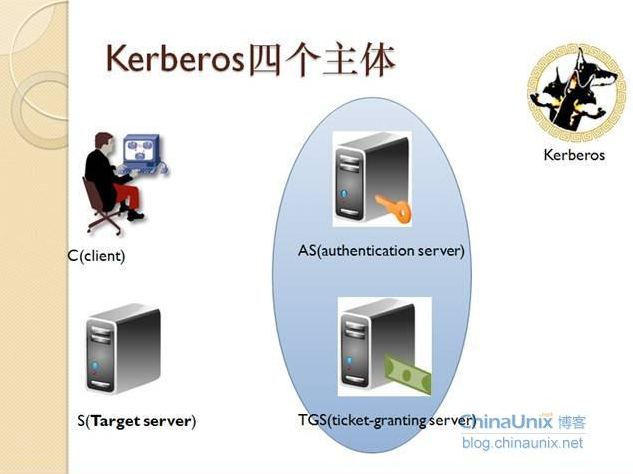 Kerberos四个主体
Kerberos
C(client)
AS(authentication server)
S(Target server)
TGS(ticket-granting server)
ChinaUnix.net 博客
blog.chinaunix.net